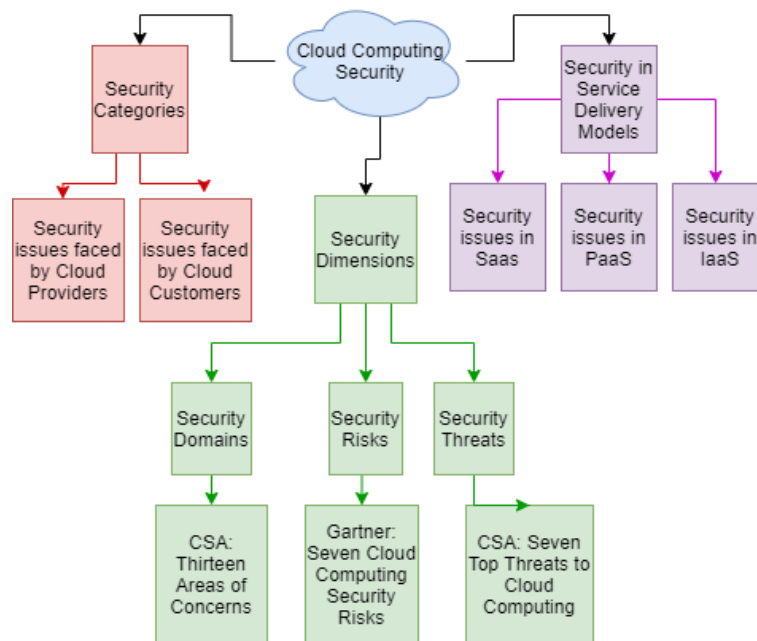 Cloud Computing
Security
Security
Categories
Security in
Service
Delivery
Models
Security
issues faced
by Cloud
Providers
Security
issues faced
by Cloud
Customers
Security
Dimensions
Security
issues in
Saas
Security
issues in
PaaS
Security
issues in
IaaS
Security
Domains
Security
Risks
Security
Threats
CSA:
Thirteen
Areas of
Concerns
Gartner:
Seven Cloud
Computing
Security
Risks
CSA: Seven
Top Threats to
Cloud
Computing